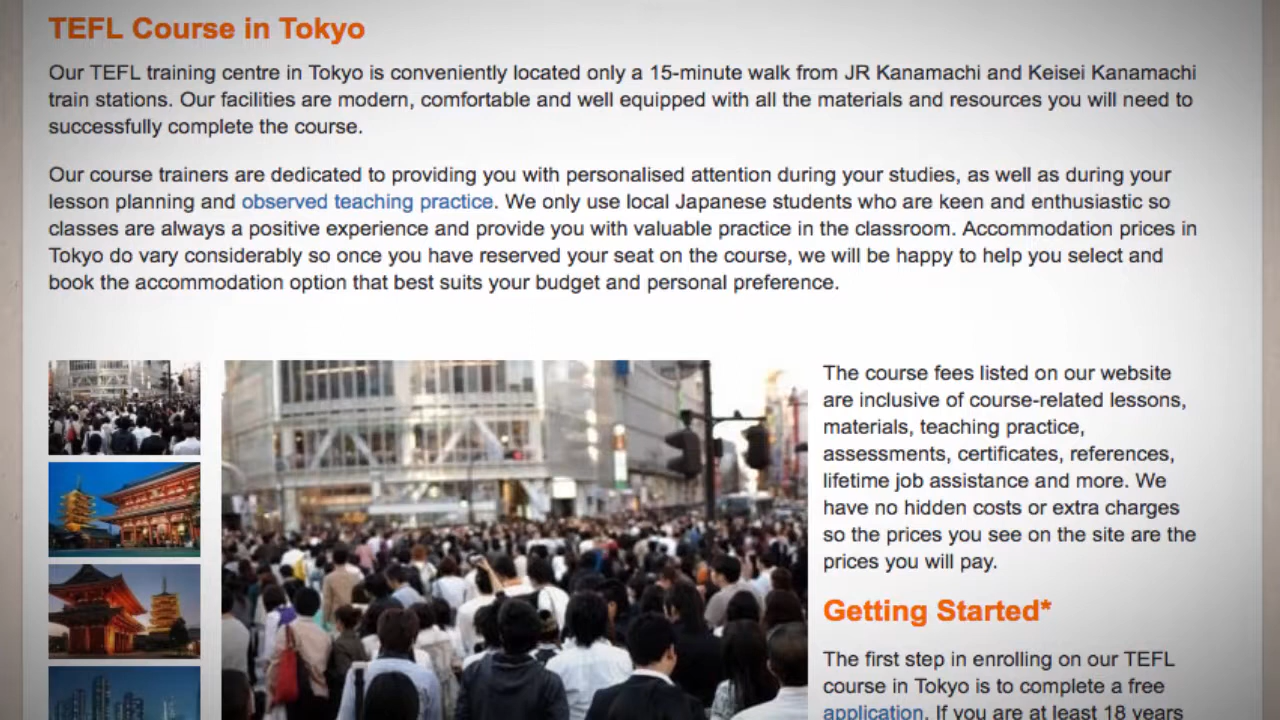 TEFL Course in Tokyo
Our TEFL training centre in Tokyo is conveniently located only a 15-minute walk from JR Kanamachi and Keisei Kanamachi
train stations. Our facilities are modern, comfortable and well equipped with all the materials and resources you will need to
successfully complete the course.
Our course trainers are dedicated to providing you with personalised attention during your studies, as well as during your
lesson planning and observed teaching practice. We only use local Japanese students who are keen and enthusiastic so
classes are always a positive experience and provide you with valuable practice in the classroom. Accommodation prices in
Tokyo do vary considerably so once you have reserved your seat on the course, we will be happy to help you select and
book the accommodation option that best suits your budget and personal preference.
The course fees listed on our website
are inclusive of course-related lessons,
materials, teaching practice,
assessments, certificates, references,
lifetime job assistance and more. We
have no hidden costs or extra charges
so the prices you see on the site are the
prices you will pay.
Getting Started*
The first step in enrolling on our TEFL
course in Tokyo is to complete a free
application. If you are at least 18 years